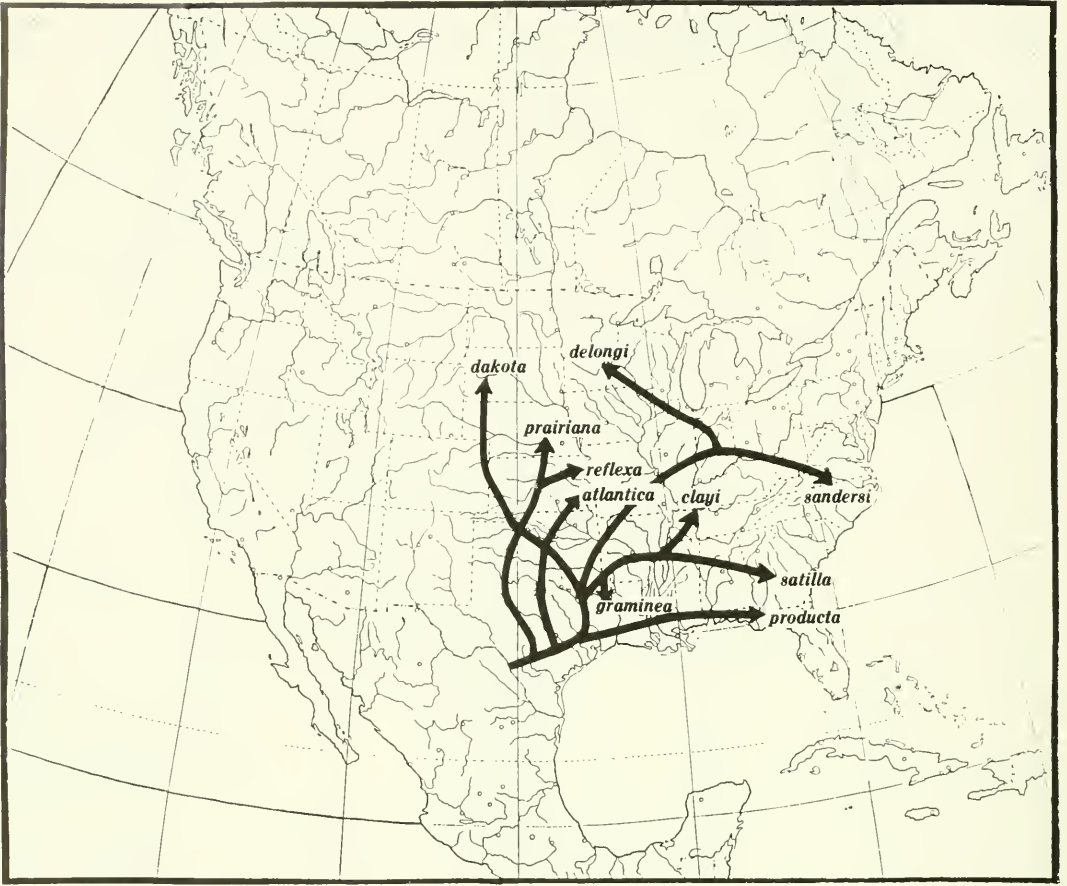 delongi
dakota
prairiana
reflexa
atlantica
clayi
sandersi
satilla
graminea
producta